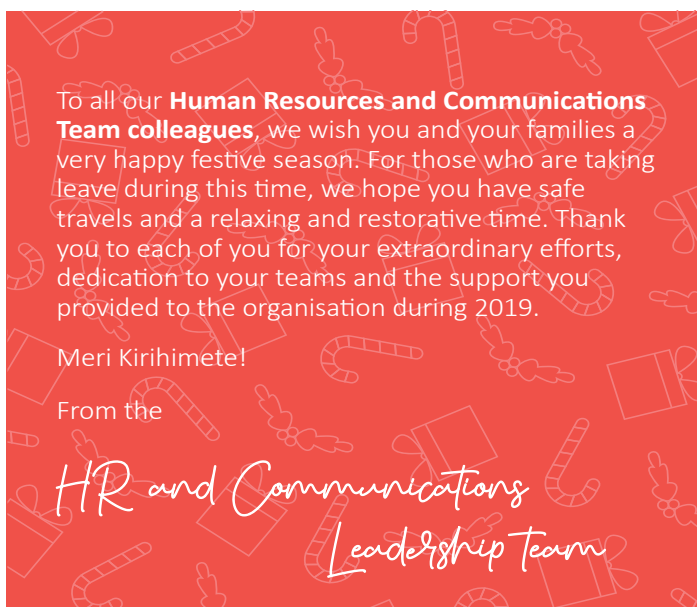 To all our Human Resources and Communications
Team colleagues, we wish you and your families a
very happy festive season. For those who are taking
leave during this time, we hope you have safe
travels and a relaxing and restorative time. Thank
you to each of you for your extraordinary efforts,
dedication to your teams and the support you
provided to the organisation during 2019.
Meri Kirihimete!
From the
HR and Communications
Leadership team